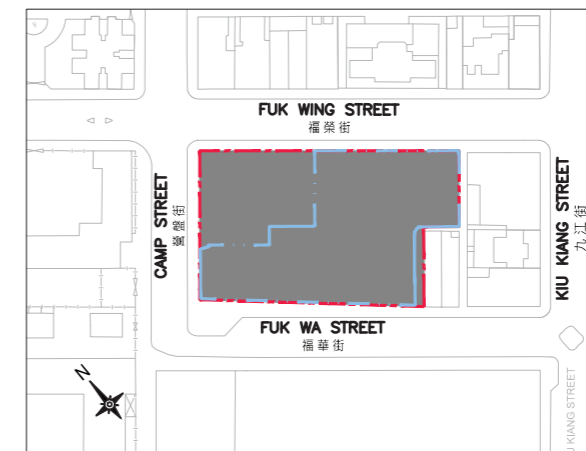 FUK WING STREET
福榮街
CAMP STREET
營盤街
KIU KIANG STREET
九江街
FUK WA STREET
福華街
N
U KIANG STREET